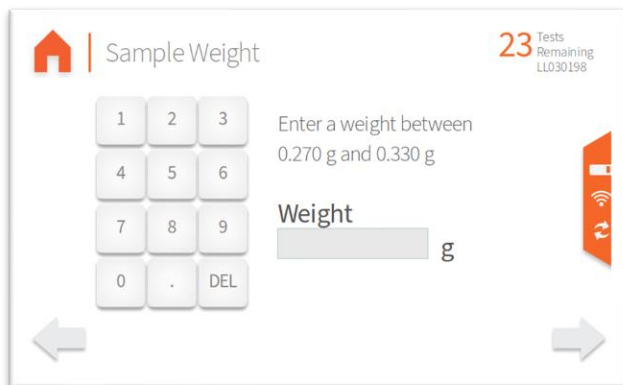 Sample Weight
23 Tests
Remaining
LL030198
1 2 3
4 5 6
7 8 9
0 . DEL
Enter a weight between
0.270 g and 0.330 g
Weight
g